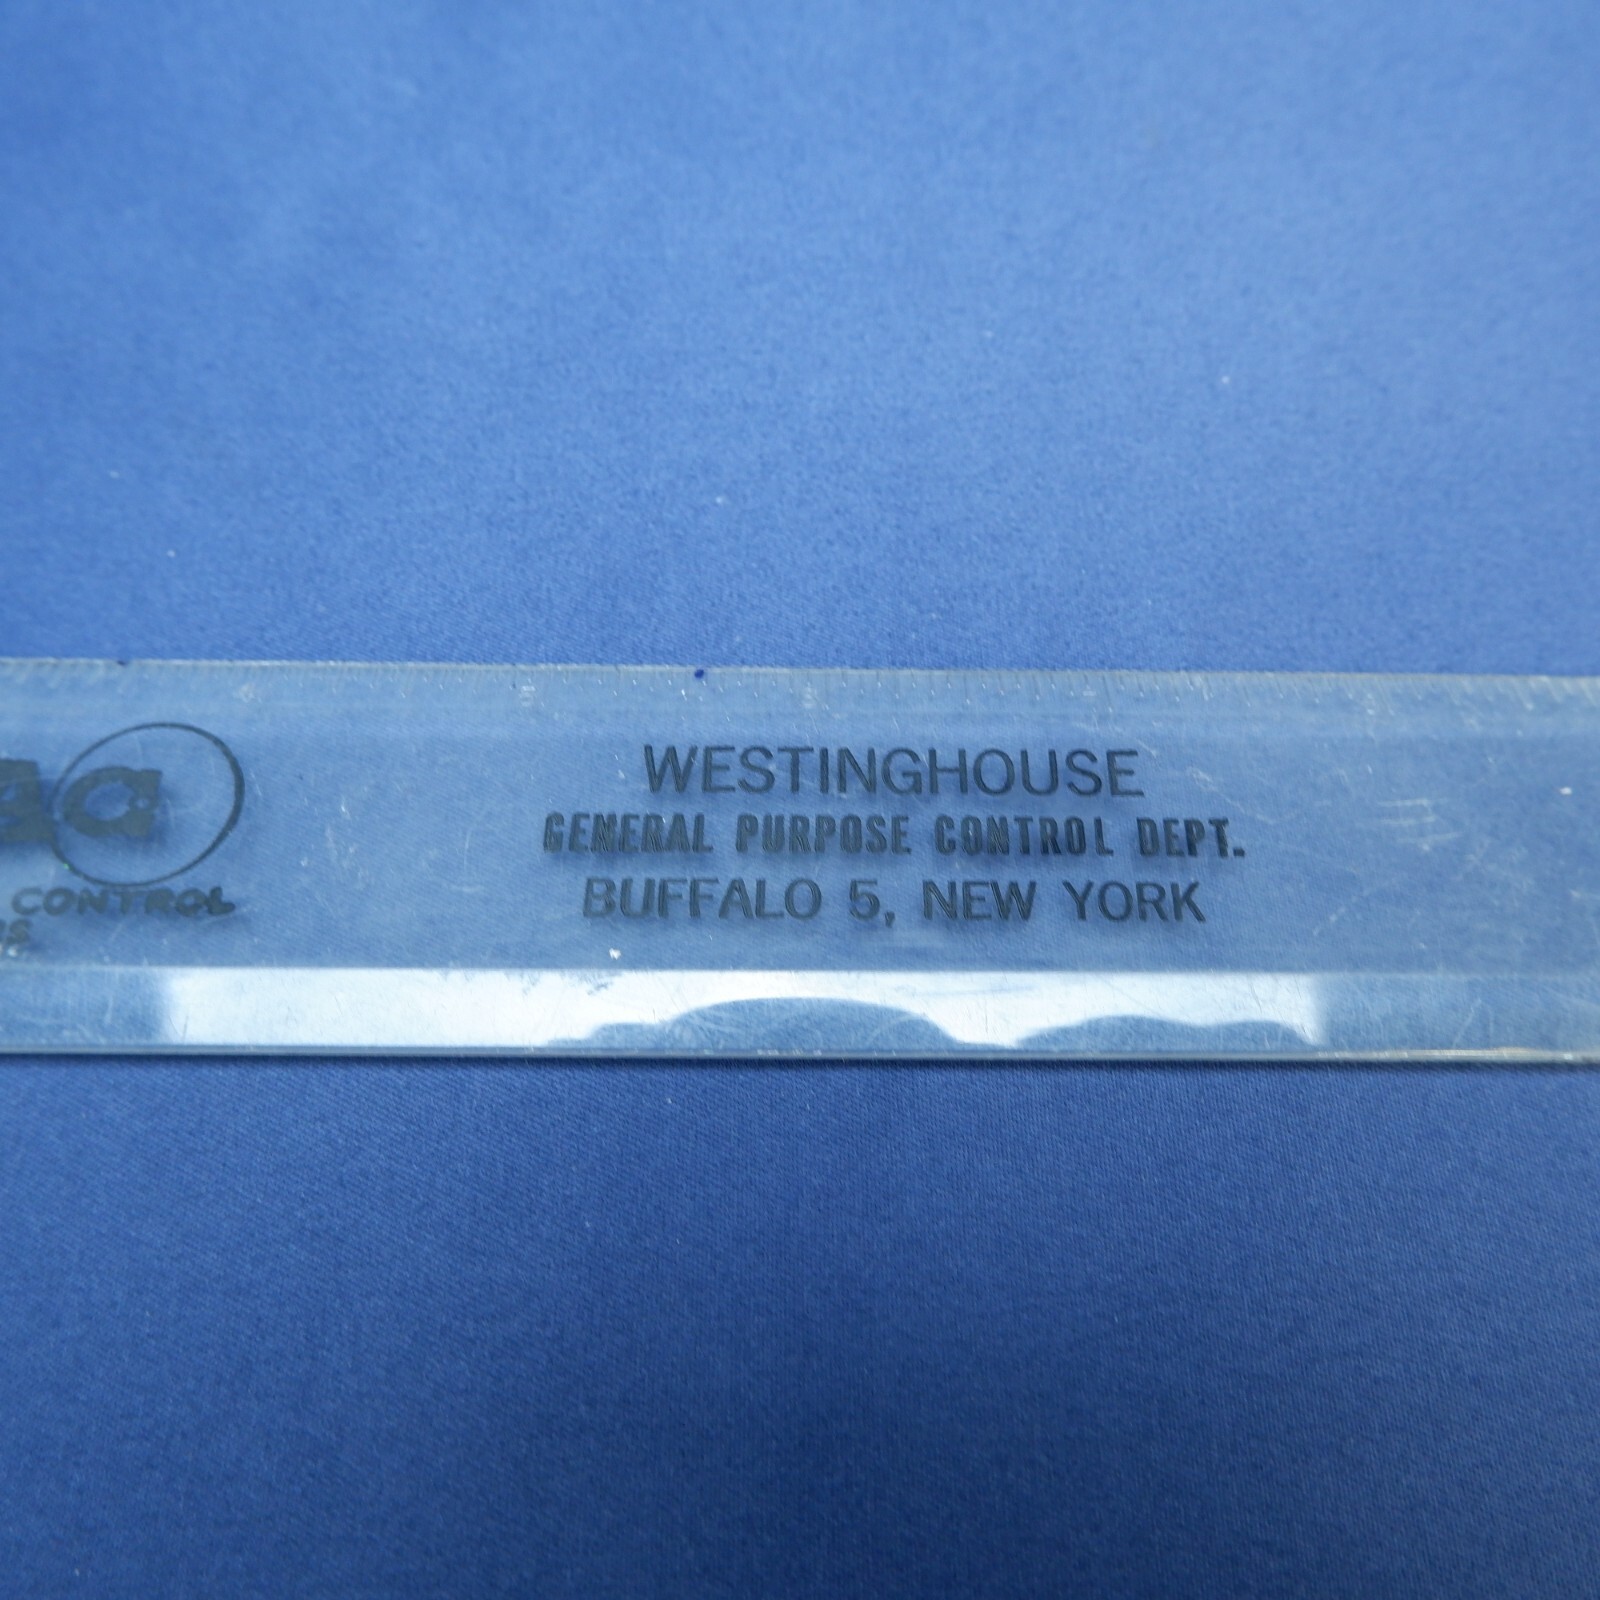 CONTROL
WESTINGHOUSE
GENERAL PURPOSE CONTROL DEPT.
BUFFALO 5, NEW YORK